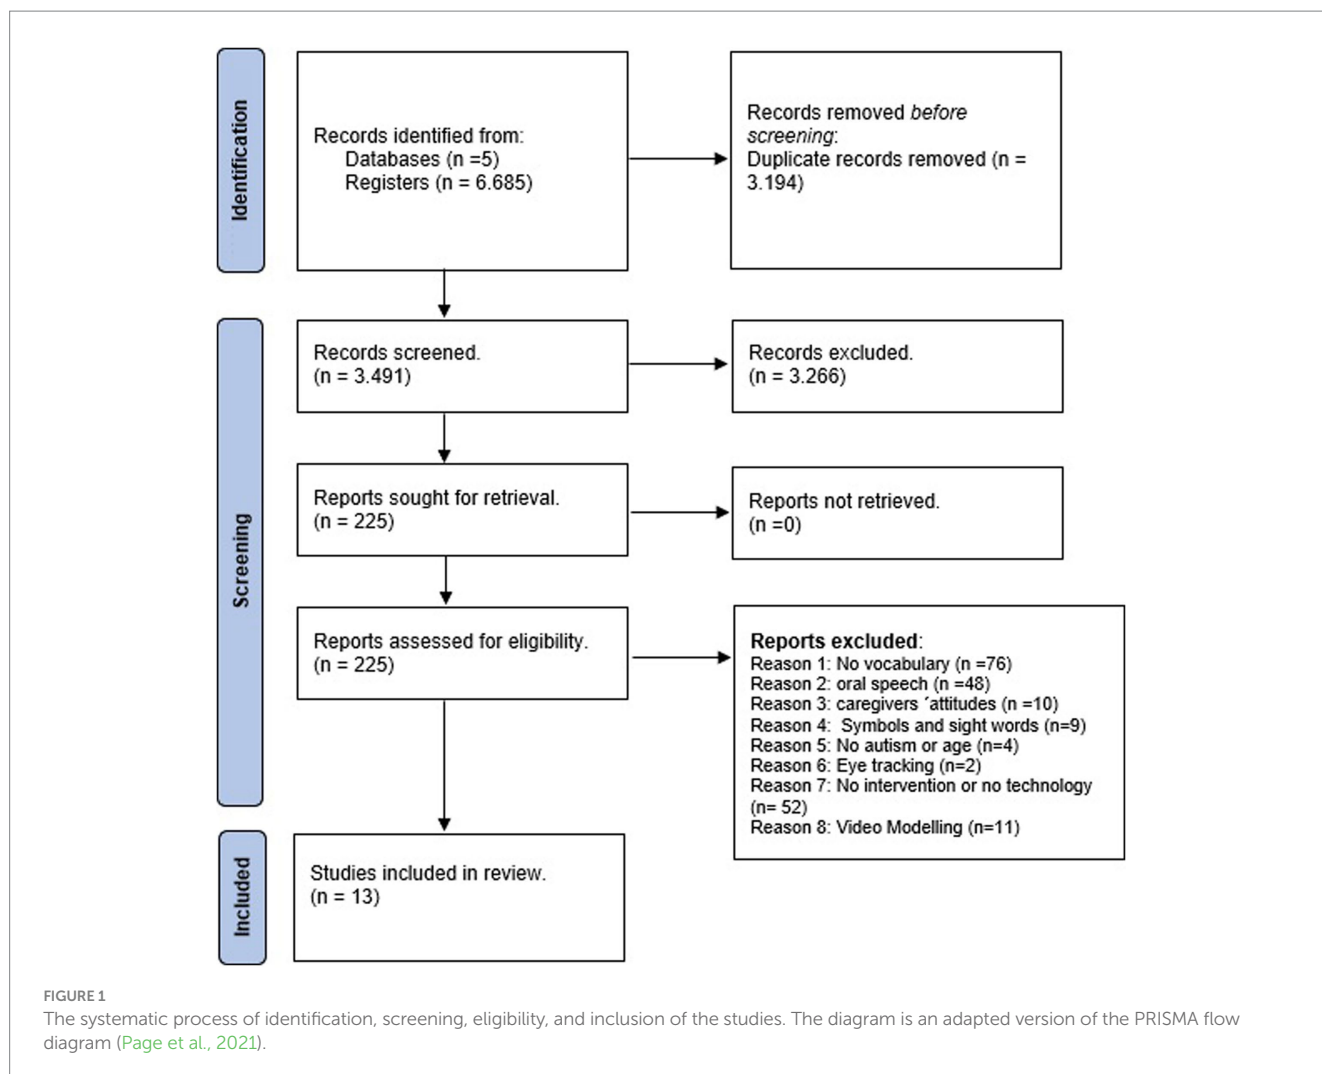 Identification
Records identified from:
Databases (n =5)
Registers (n = 6.685)
Records removed before
screening:
Duplicate records removed (n =
3.194)
Screening
Records screened.
(n = 3.491)
Records excluded.
(n = 3.266)
Reports sought for retrieval.
(n = 225)
Reports not retrieved.
(n =0)
Reports assessed for eligibility.
(n = 225)
Reports excluded:
Reason 1: No vocabulary (n =76)
Reason 2: oral speech (n =48)
Reason 3: caregivers ´attitudes (n =10)
Reason 4:  Symbols and sight words (n=9)
Reason 5: No autism or age (n=4)
Reason 6: Eye tracking (n=2)
Reason 7: No intervention or no technology
(n= 52)
Reason 8: Video Modelling (n=11)
Included
Studies included in review.
(n = 13)
FIGURE 1
The systematic process of identification, screening, eligibility, and inclusion of the studies. The diagram is an adapted version of the PRISMA flow
diagram (Page et al., 2021).